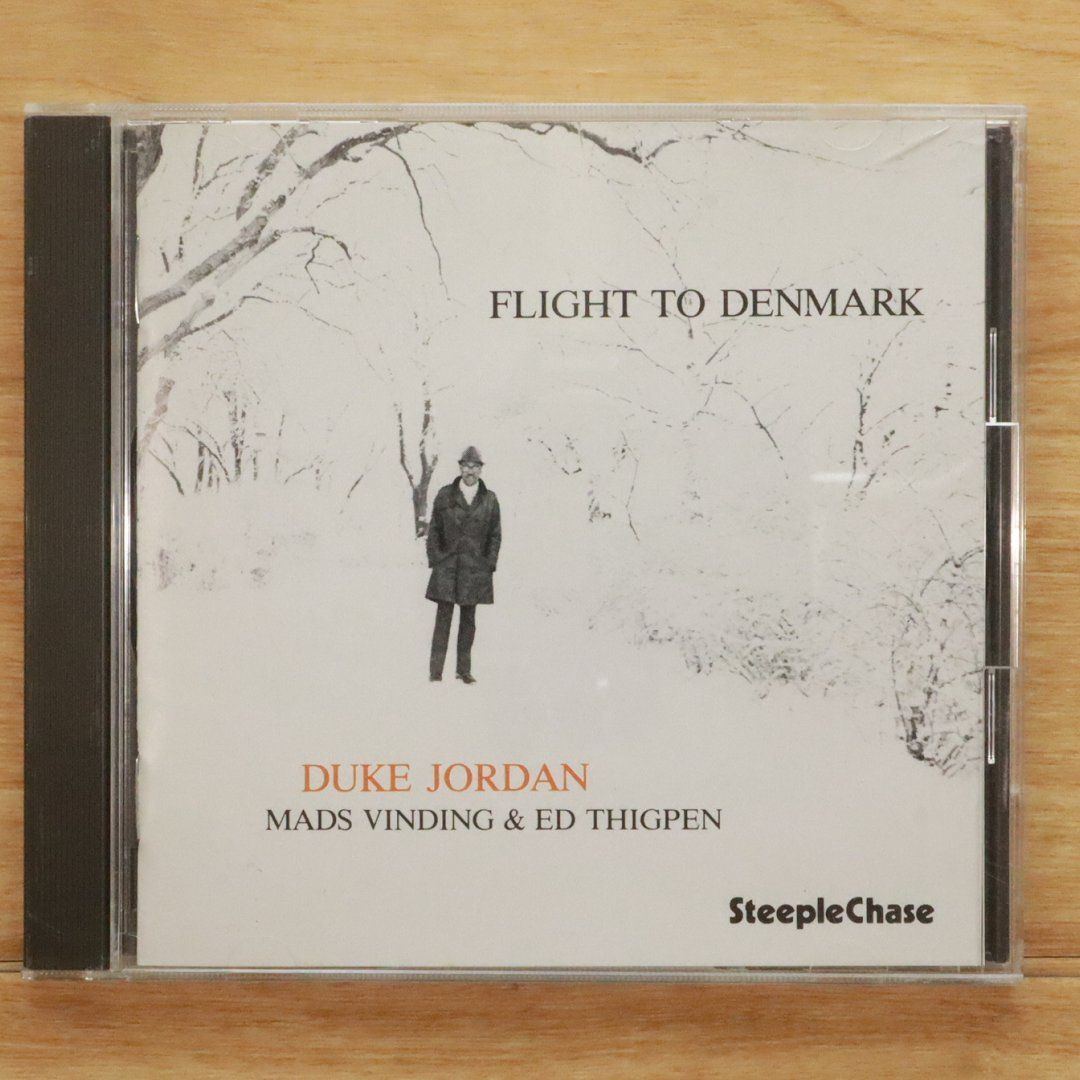 FLIGHT TO DENMARK
DUKE JORDAN
MADS VINDING & ED THIGPEN
SteepleChase